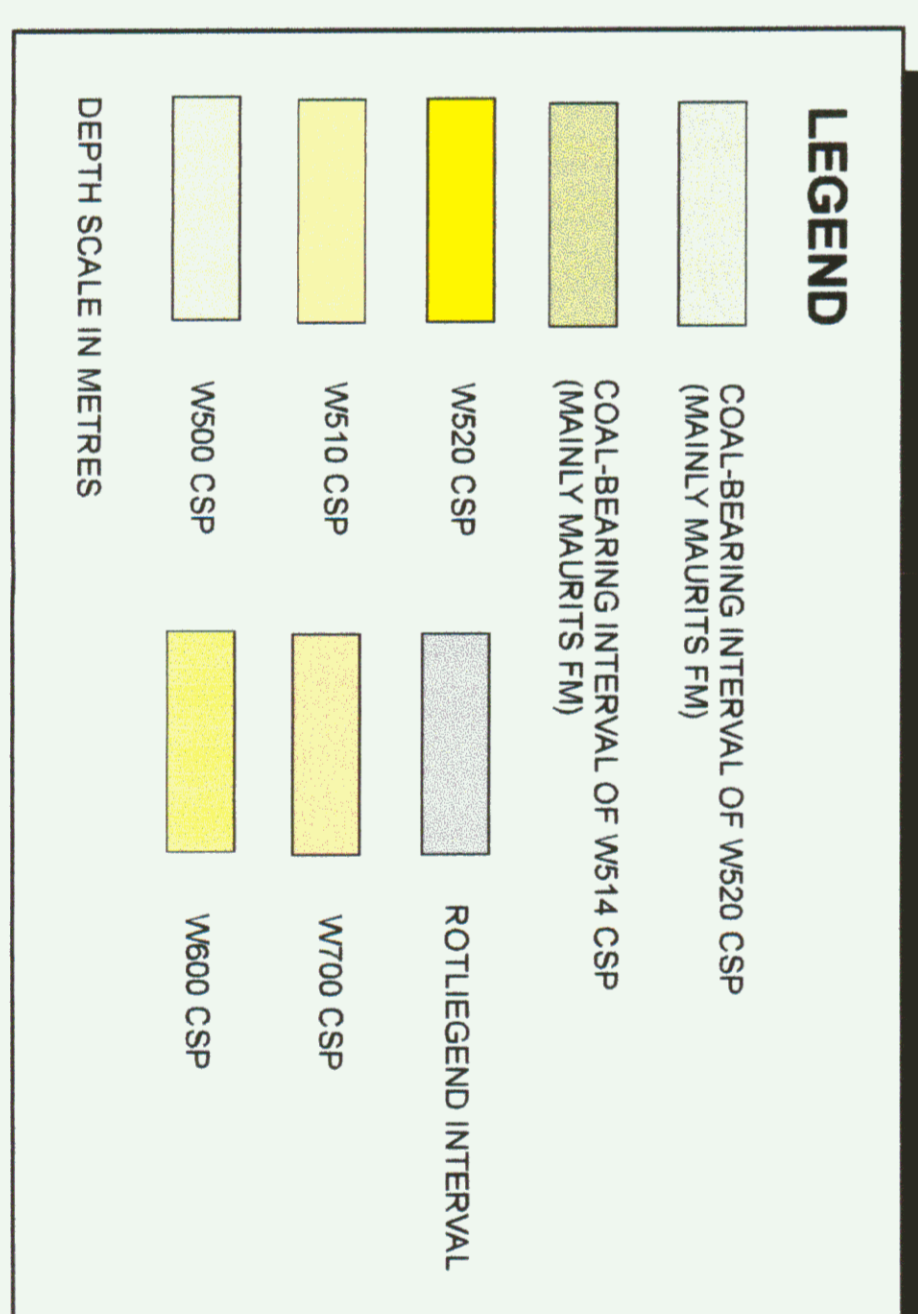 LEGEND
COAL-BEARING INTERVAL OF W520 CSP
(MAINLY MAURITS FM)
COAL-BEARING INTERVAL OF W514 CSP
(MAINLY MAURITS FM)
W520 CSP
ROTLIEGEND INTERVAL
W510 CSP
W700 CSP
W500 CSP
W600 CSP
DEPTH SCALE IN METRES